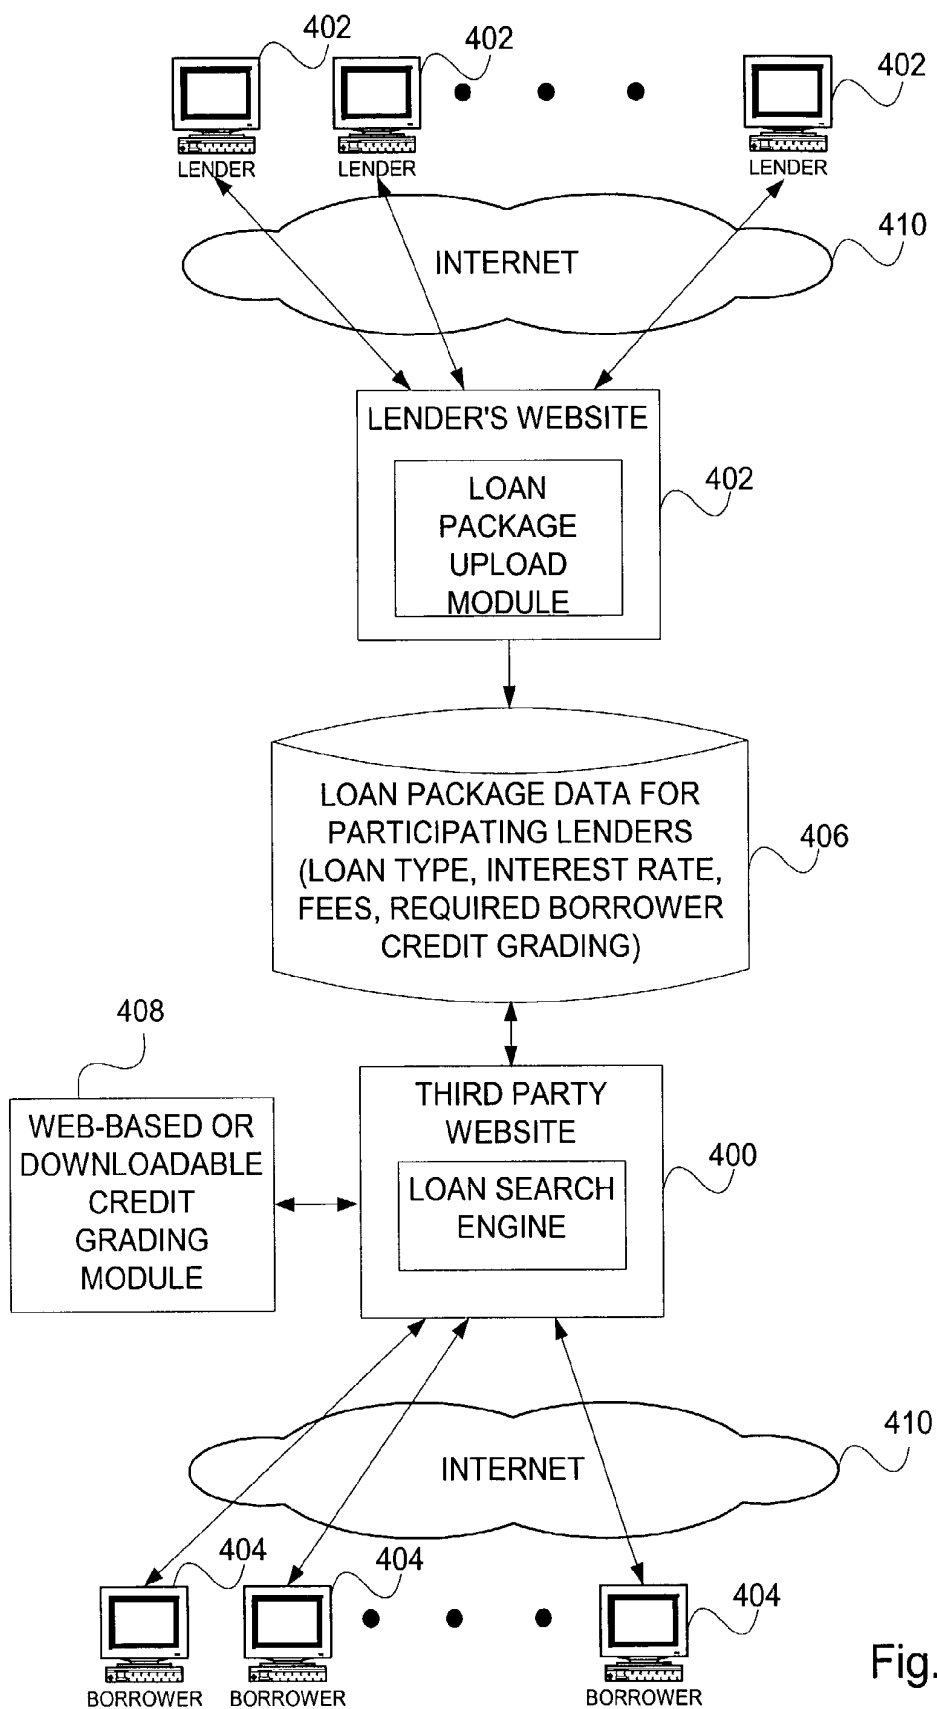 402
402
402
LENDER
LENDER
LENDER
410
INTERNET
LENDER'S WEBSITE
LOAN
PACKAGE
UPLOAD
MODULE
402
LOAN PACKAGE DATA FOR
PARTICIPATING LENDERS
(LOAN TYPE, INTEREST RATE,
FEES, REQUIRED BORROWER
CREDIT GRADING)
406
408
WEB-BASED OR
DOWNLOADABLE
CREDIT
GRADING
MODULE
THIRD PARTY
WEBSITE
LOAN SEARCH
ENGINE
400
410
INTERNET
404
404
404
BORROWER
BORROWER
BORROWER
Fig.